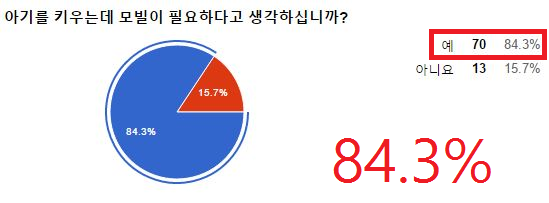 아기를 키우는데 모빌이 필요하다고 생각하십니까?
예 70 84.3%
아니요 13 15.7%
15.7%
84.3%
84.3%